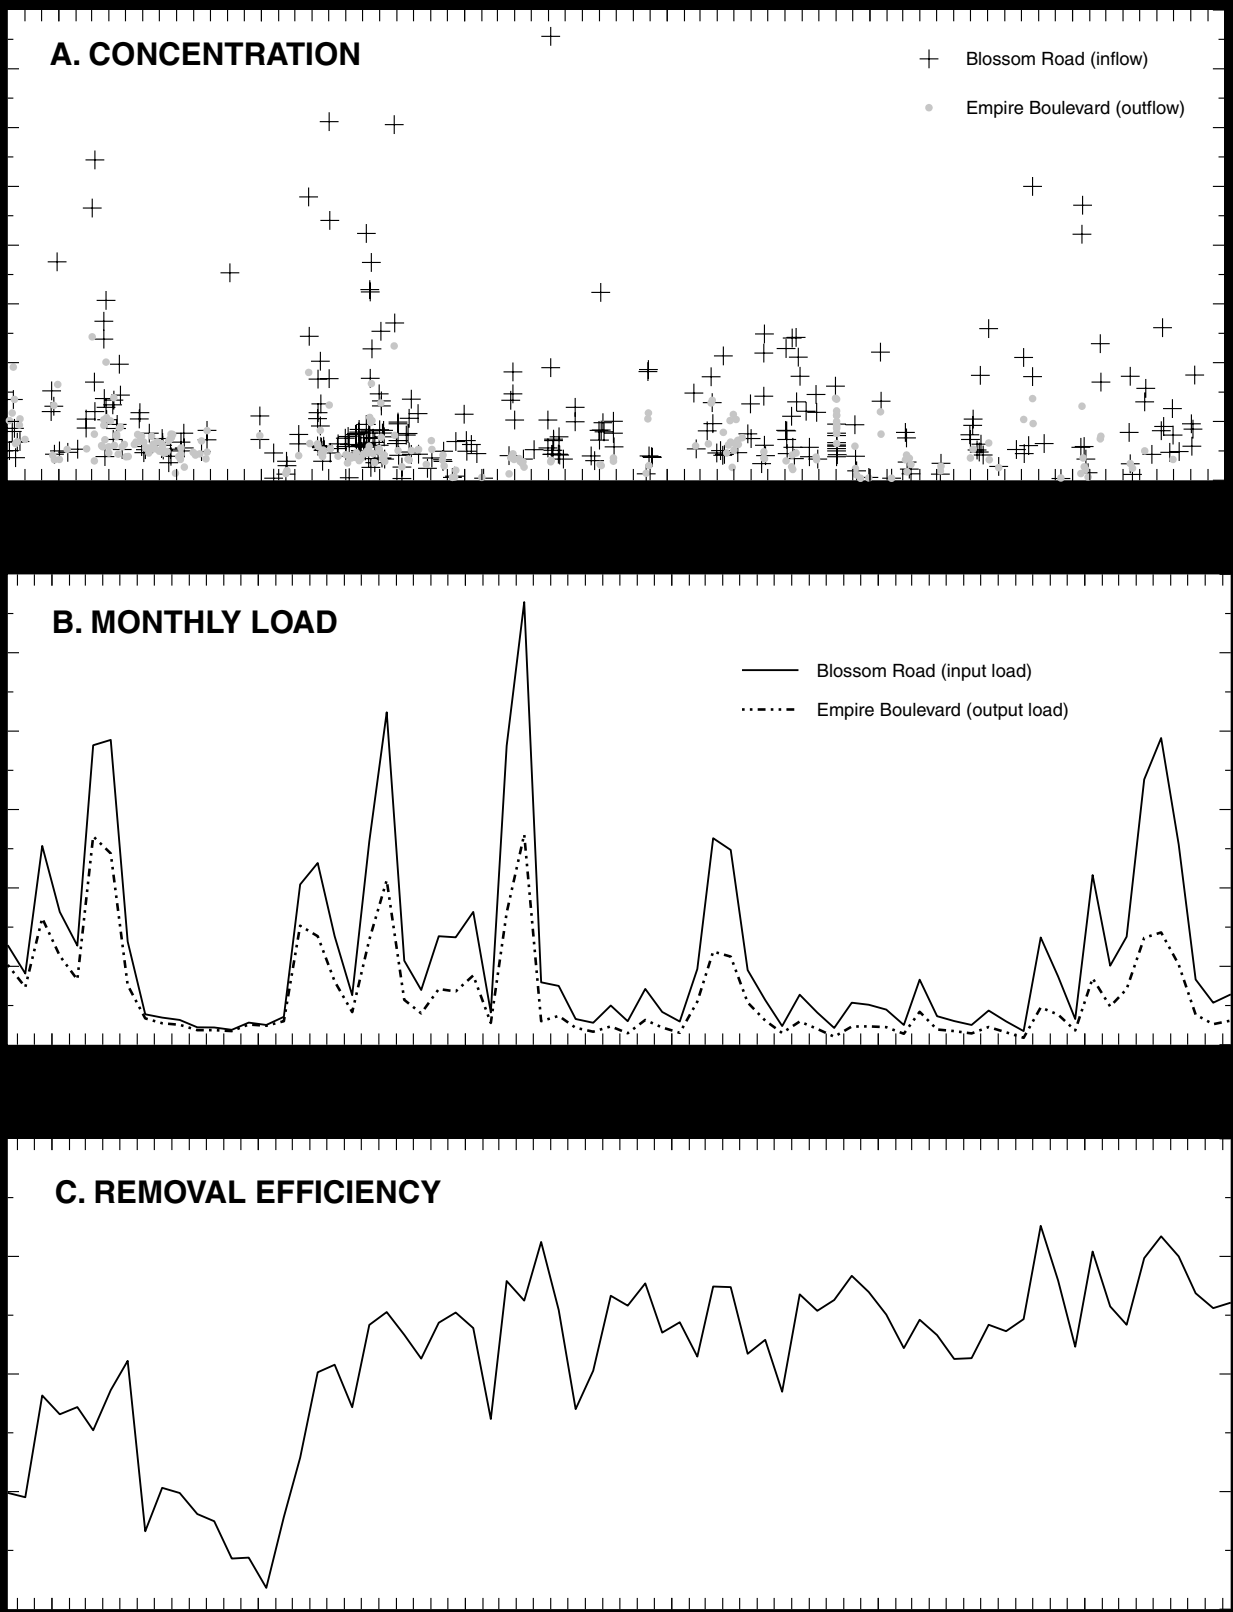 A. CONCENTRATION
Blossom Road (inflow)
Empire Boulevard (outflow)
B. MONTHLY LOAD
Blossom Road (input load)
Empire Boulevard (output load)
C. REMOVAL EFFICIENCY